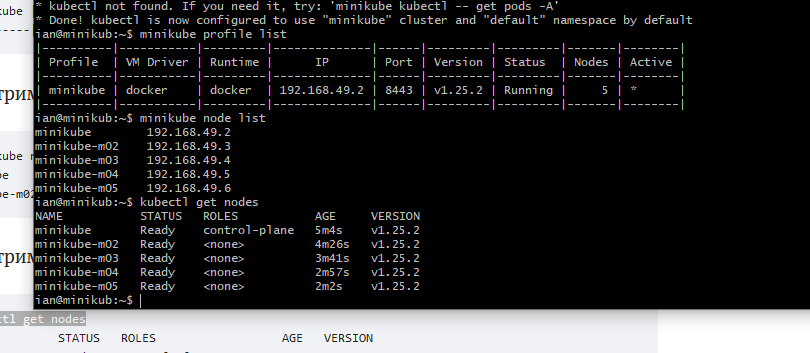 * kubectl not found. If you need it, try: 'minikube kubectl -- get pods -A'
* Done! kubectl is now configured to use "minikube" cluster and "default" namespace by default
ian@minikub:~$ minikube profile list
|----------|-----------|---------|--------------|------|---------|---------|-------|--------|
| Profile | VM Driver | Runtime | IP | Port | Version | Status | Nodes | Active |
|----------|-----------|---------|--------------|------|---------|---------|-------|--------|
| minikube | docker | docker | 192.168.49.2 | 8443 | v1.25.2 | Running | 5 | * |
|----------|-----------|---------|--------------|------|---------|---------|-------|--------|
ian@minikub:~$ minikube node list
minikube 192.168.49.2
minikube-m02 192.168.49.3
minikube-m03 192.168.49.4
minikube-m04 192.168.49.5
minikube-m05 192.168.49.6
ian@minikub:~$ kubectl get nodes
NAME STATUS ROLES AGE VERSION
minikube Ready control-plane 5m4s v1.25.2
minikube-m02 Ready <none> 4m26s v1.25.2
minikube-m03 Ready <none> 3m41s v1.25.2
minikube-m04 Ready <none> 2m57s v1.25.2
minikube-m05 Ready <none> 2m2s v1.25.2
ian@minikub:~$
ube
трим
ube n
be
be-m02
трим
ctl get nodes
STATUS ROLES AGE VERSION